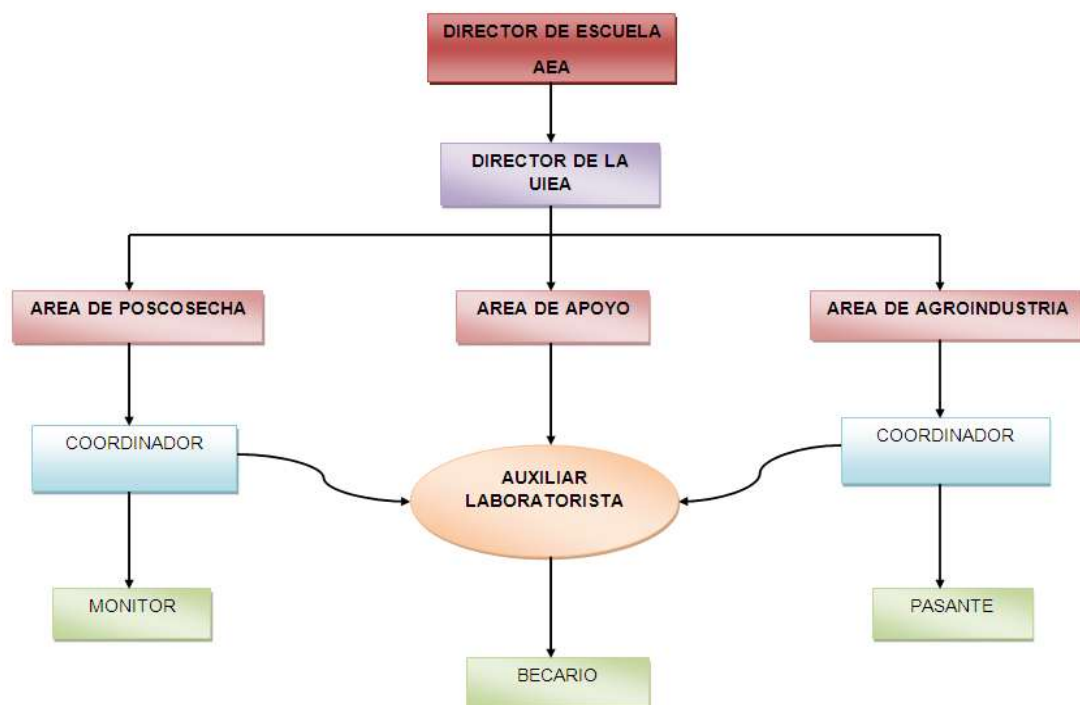 DIRECTOR DE ESCUELA
AEA
DIRECTOR DE LA
UIEA
AREA DE POSCOSECHA
AREA DE APOYO
AREA DE AGROINDUSTRIA
COORDINADOR
COORDINADOR
AUXILIAR
LABORATORISTA
MONITOR
PASANTE
BECARIO